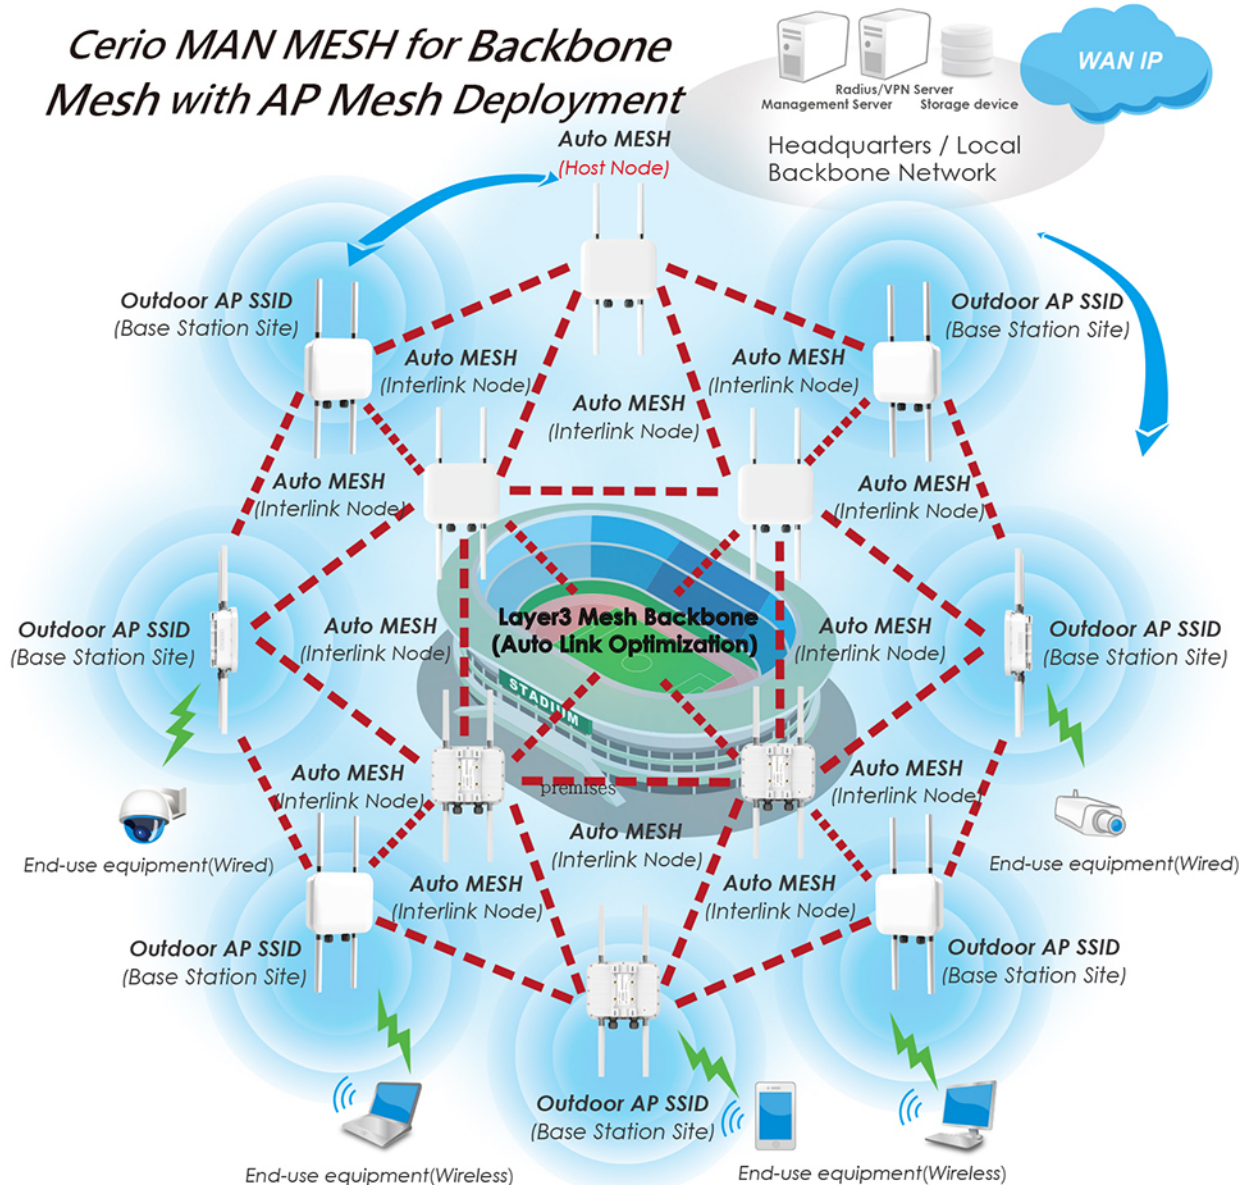 Cerio MAN MESH for Backbone
Mesh with AP Mesh Deployment
WAN IP
Radius/VPN Server
Management Server
Storage device
Headquarters / Local
Backbone Network
Auto MESH
(Host Node)
Outdoor AP SSID
(Base Station Site)
Outdoor AP SSID
(Base Station Site)
Auto MESH
(Interlink Node)
Auto MESH
(Interlink Node)
Auto MESH
(Interlink Node)
Auto MESH
(Interlink Node)
Auto MESH
(Interlink Node)
Layer3 Mesh Backbone
(Auto Link Optimization)
Outdoor AP SSID
(Base Station Site)
Auto MESH
(Interlink Node)
Auto MESH
(Interlink Node)
Outdoor AP SSID
(Base Station Site)
STADIUM
Auto MESH
(Interlink Node)
premises
Auto MESH
(Interlink Node)
Auto MESH
(Interlink Node)
End-use equipment(Wired)
End-use equipment(Wired)
Auto MESH
(Interlink Node)
Auto MESH
(Interlink Node)
Outdoor AP SSID
(Base Station Site)
Outdoor AP SSID
(Base Station Site)
Outdoor AP SSID
(Base Station Site)
End-use equipment(Wireless)
End-use equipment(Wireless)